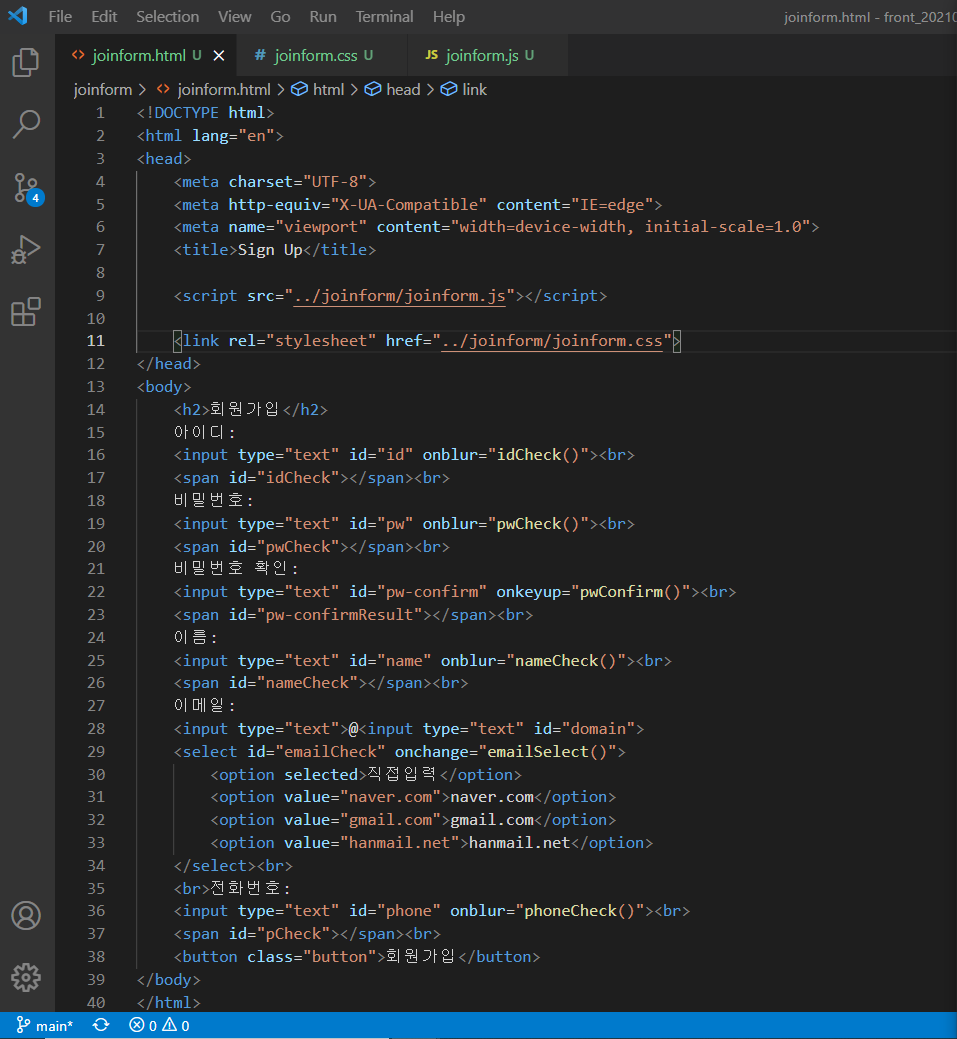 File Edit Selection View Go Run Terminal Help joinform.html - front_2021
<> joinform.html U × # joinform.css U JS joinform.js U
joinform > <> joinform.html > html > head > link
1 <!DOCTYPE html>
2 <html lang="en">
3 <head>
4 <meta charset="UTF-8">
5 <meta http-equiv="X-UA-Compatible" content="IE=edge">
6 <meta name="viewport" content="width=device-width, initial-scale=1.0">
7 <title>Sign Up</title>
8
9 <script src="../joinform/joinform.js"></script>
10
11 <link rel="stylesheet" href="../joinform/joinform.css">
12 </head>
13 <body>
14 <h2>회원가입</h2>
15 아이디:
16 <input type="text" id="id" onblur="idCheck()"><br>
17 <span id="idCheck"></span><br>
18 비밀번호:
19 <input type="text" id="pw" onblur="pwCheck()"><br>
20 <span id="pwCheck"></span><br>
21 비밀번호 확인:
22 <input type="text" id="pw-confirm" onkeyup="pwConfirm()"><br>
23 <span id="pw-confirmResult"></span><br>
24 이름:
25 <input type="text" id="name" onblur="nameCheck()"><br>
26 <span id="nameCheck"></span><br>
27 이메일:
28 <input type="text">@<input type="text" id="domain">
29 <select id="emailCheck" onchange="emailSelect()">
30 <option selected>직접입력</option>
31 <option value="naver.com">naver.com</option>
32 <option value="gmail.com">gmail.com</option>
33 <option value="hanmail.net">hanmail.net</option>
34 </select><br>
35 <br>전화번호:
36 <input type="text" id="phone" onblur="phoneCheck()"><br>
37 <span id="pCheck"></span><br>
38 <button class="button">회원가입</button>
39 </body>
40 </html>
4
main* 0 0